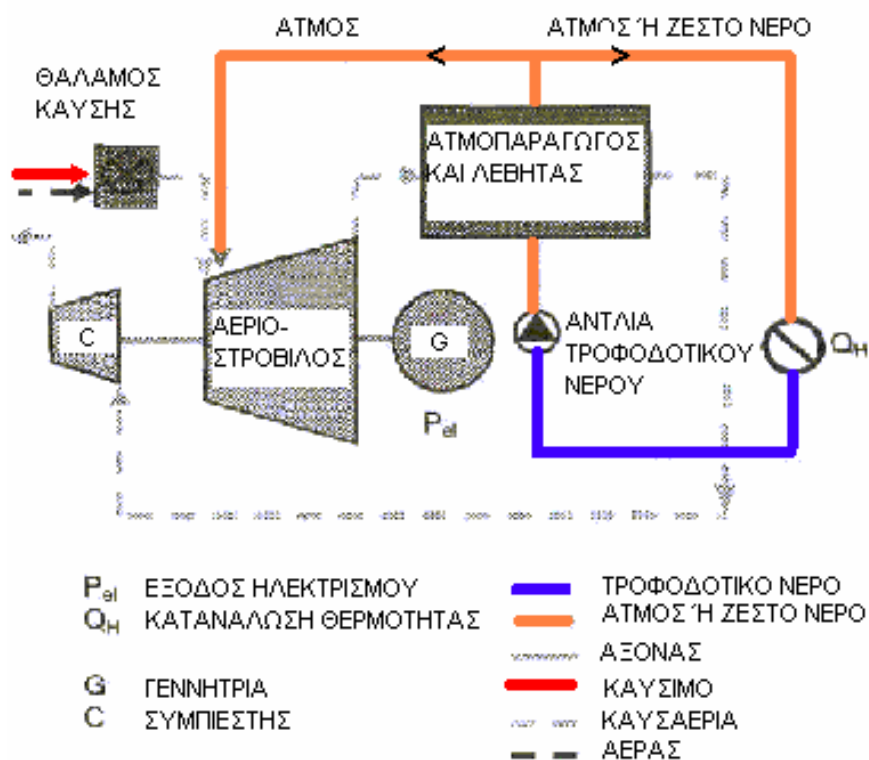 ΑΤΜΟΣ
ΑΤΜΟΣ Ή ΖΕΣΤΟ ΝΕΡΟ
ΘΑΛΑΜΟΣ
ΚΑΥΣΗΣ
ΑΤΜΟΠΑΡΑΓΩΓΟΣ
ΚΑΙ ΛΕΒΗΤΑΣ
C
ΑΕΡΙΟ-
ΣΤΡΟΒΙΛΟΣ
G
Pel
ΑΝΤΛΙΑ
ΤΡΟΦΟΔΟΤΙΚΟΥ
ΝΕΡΟΥ
QH
Pel ΕΞΟΔΟΣ ΗΛΕΚΤΡΙΣΜΟΥ
QH ΚΑΤΑΝΑΛΩΣΗ ΘΕΡΜΟΤΗΤΑΣ
G ΓΕΝΝΗΤΡΙΑ
C ΣΥΜΠΙΕΣΤΗΣ
ΤΡΟΦΟΔΟΤΙΚΟ ΝΕΡΟ
ΑΤΜΟΣ Ή ΖΕΣΤΟ ΝΕΡΟ
ΑΞΟΝΑΣ
ΚΑΥΣΙΜΟ
ΚΑΥΣΑΕΡΙΑ
ΑΕΡΑΣ